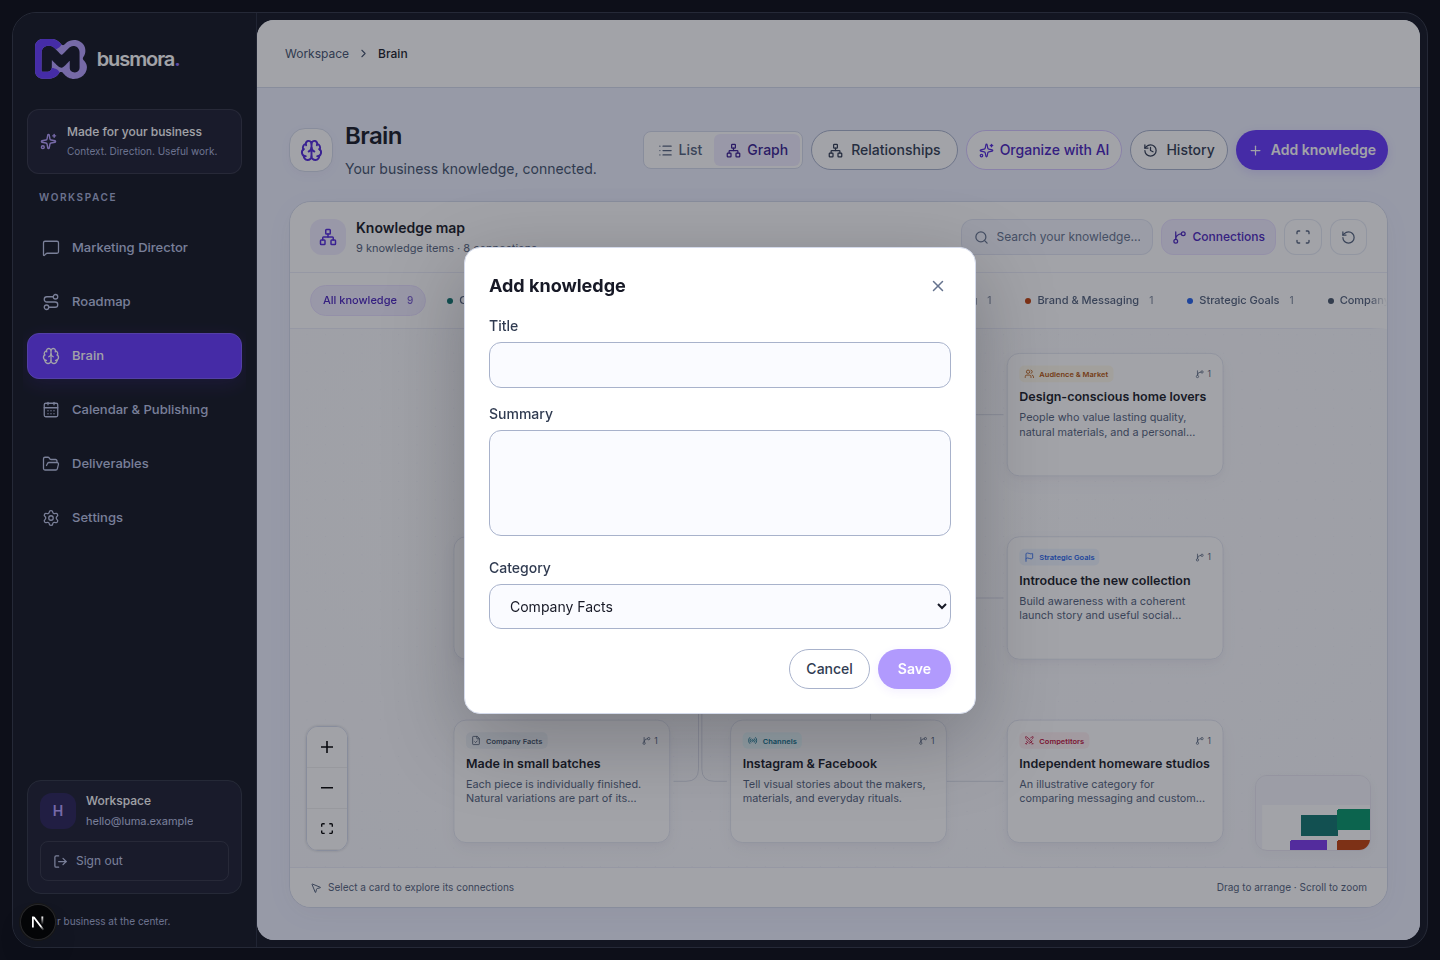 busmora.
Made for your business
Context. Direction. Useful work.
WORKSPACE
Marketing Director
Roadmap
Brain
Calendar & Publishing
Deliverables
Settings
H
Workspace
hello@luma.example
Sign out
N
r business at the center.
Workspace > Brain
Brain
Your business knowledge, connected.
List
Graph
Relationships
Organize with AI
History
+ Add knowledge
Knowledge map
9 knowledge items · 8
Search your knowledge...
Connections
All knowledge 9
1
Brand & Messaging 1
Strategic Goals 1
Compan
Add knowledge
Title
Summary
Category
Company Facts
Cancel
Save
Audience & Market
1
Design-conscious home lovers
People who value lasting quality,
natural materials, and a personal...
Strategic Goals
1
Introduce the new collection
Build awareness with a coherent
launch story and useful social...
Company Facts
1
Made in small batches
Each piece is individually finished.
Natural variations are part of its...
Channels
1
Instagram & Facebook
Tell visual stories about the makers,
materials, and everyday rituals.
Competitors
1
Independent homeware studios
An illustrative category for
comparing messaging and custom...
Select a card to explore its connections
Drag to arrange · Scroll to zoom